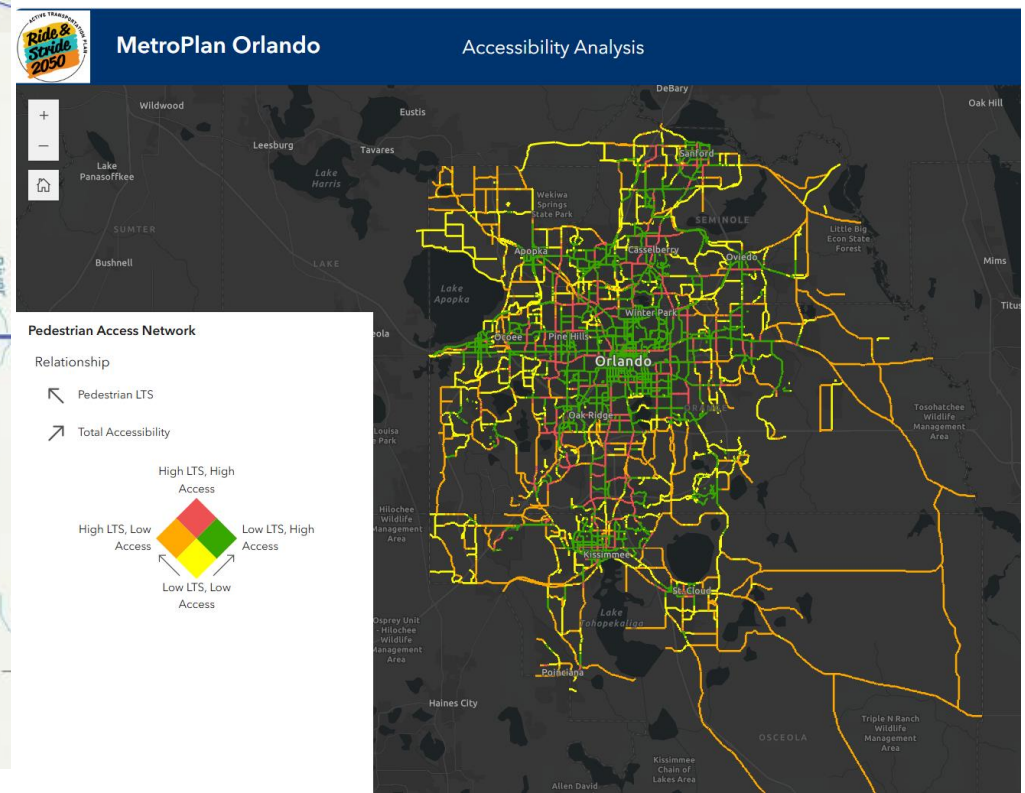 ACTIVE TRANSPORTATION PLAN
Ride &
Stride
2050
MetroPlan Orlando
Accessibility Analysis
+
−
River
Wildwood
Eustis
DeBary
Oak Hill
Leesburg
Tavares
Sanford
Lake
Panasoffkee
Lake
Harris
Wekiwa
Springs
State Park
SEMINOLE
SUMTER
Little Big
Econ State
Forest
Bushnell
LAKE
Apopka
Casselberry
Oviedo
Mims
Lake
Apopka
Titus
Winter Park
eola
Ocoee
Pine Hills
Orlando
ORANGE
Oak Ridge
Tosohatchee
Wildlife
Management
Area
Louisa
e Park
Hilochee
Wildlife
Management
Area
Kissimmee
St. Cloud
Lake
Tohopekaliga
Osprey Unit
- Hilochee
Wildlife
Management
Area
Poinciana
Haines City
Triple N Ranch
Wildlife
Management
Area
OSCEOLA
Kissimmee
Chain of
Lakes Area
Allen David
Pedestrian Access Network
Relationship
Pedestrian LTS
Total Accessibility
High LTS, High
Access
High LTS, Low
Access
Low LTS, High
Access
Low LTS, Low
Access